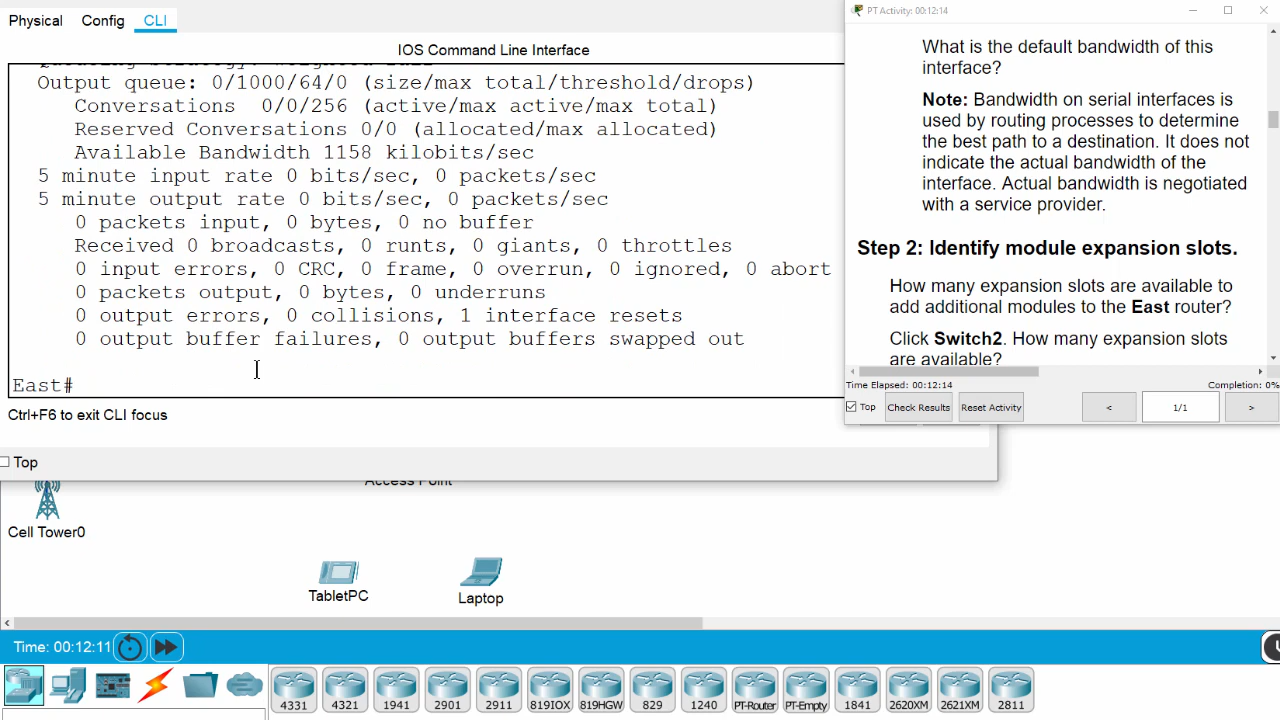 Physical
Config
CLI
IOS Command Line Interface
Output queue: 0/1000/64/0 (size/max total/threshold/drops)
Conversations 0/0/256 (active/max active/max total)
Reserved Conversations 0/0 (allocated/max allocated)
Available Bandwidth 1158 kilobits/sec
5 minute input rate 0 bits/sec, 0 packets/sec
5 minute output rate 0 bits/sec, 0 packets/sec
0 packets input, 0 bytes, 0 no buffer
Received 0 broadcasts, 0 runts, 0 giants, 0 throttles
0 input errors, 0 CRC, 0 frame, 0 overrun, 0 ignored, 0 abort
0 packets output, 0 bytes, 0 underruns
0 output errors, 0 collisions, 1 interface resets
0 output buffer failures, 0 output buffers swapped out
East#
Ctrl+F6 to exit CLI focus
Top
PT Activity: 00:12:14
What is the default bandwidth of this
interface?
Note: Bandwidth on serial interfaces is
used by routing processes to determine
the best path to a destination. It does not
indicate the actual bandwidth of the
interface. Actual bandwidth is negotiated
with a service provider.
Step 2: Identify module expansion slots.
How many expansion slots are available to
add additional modules to the East router?
Click Switch2. How many expansion slots
are available?
Time Elapsed: 00:12:14
Completion: 0%
Top
Check Results
Reset Activity
<
1/1
>
Access Point
Cell Tower0
TabletPC
Laptop
Time: 00:12:11
4331
4321
1941
2901
2911
819IOX
819HGW
829
1240
PT-Router
PT-Empty
1841
2620XM
2621XM
2811